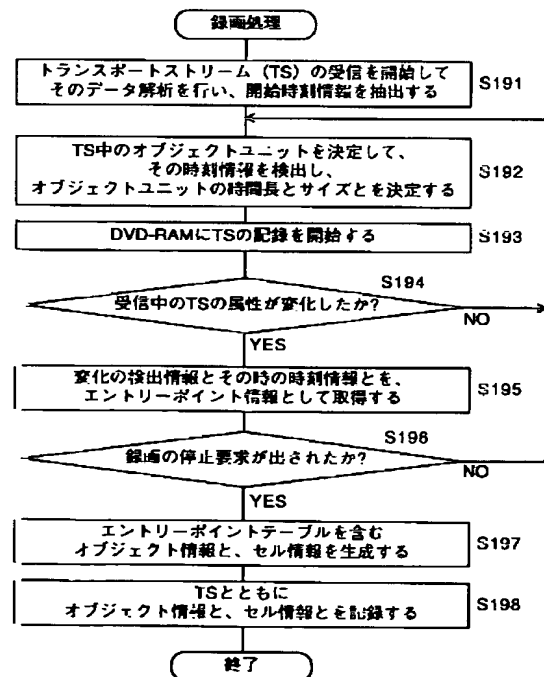 録画処理
トランスポートストリーム（TS）の受信を開始して
そのデータ解析を行い、開始時刻情報を抽出する
S191
TS中のオブジェクトユニットを決定して、
その時刻情報を検出し、
オブジェクトユニットの時間長とサイズとを決定する
S192
DVD-RAMにTSの記録を開始する
S193
S194
受信中のTSの属性が変化したか?
NO
YES
変化の検出情報とその時の時刻情報とを、
エントリーポイント情報として取得する
S195
S196
録画の停止要求が出されたか?
NO
YES
エントリーポイントテーブルを含む
オブジェクト情報と、セル情報を生成する
S197
TSとともに
オブジェクト情報と、セル情報とを記録する
S198
終了